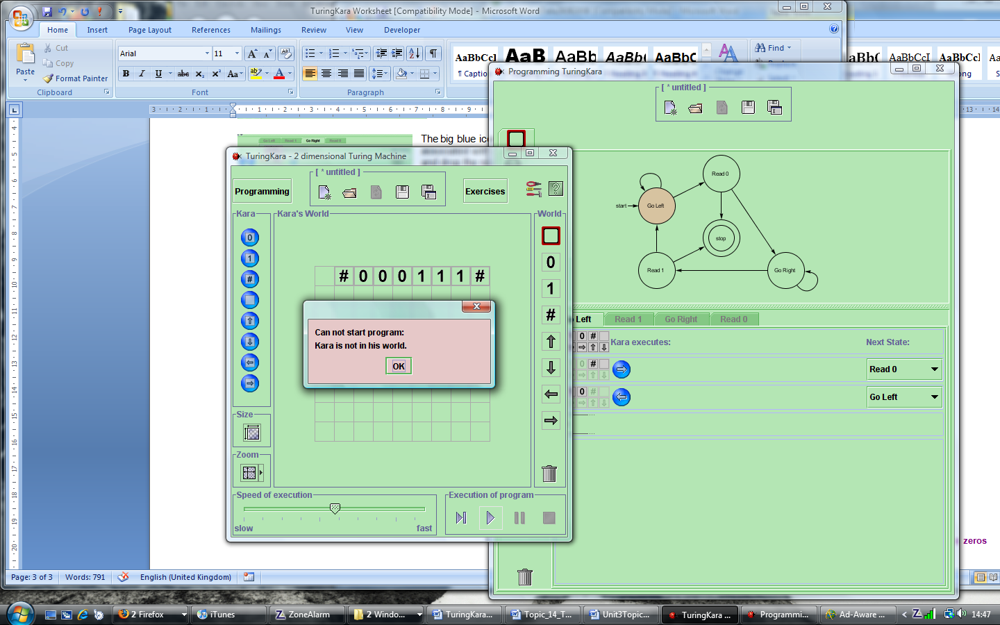 TuringKara Worksheet [Compatibility Mode] - Microsoft Word
Home Insert Page Layout References Mailings Review View Developer
Paste Cut Copy Format Painter
Clipboard
Arial 11
Font
Paragraph
AaBbCcI AaB AaBb AaBbC AaBbCc AaBbCcI AaBbCc
¶ Captio
Find
Programming TuringKara
[ * untitled ]
The big blue ico
TuringKara - 2 dimensional Turing Machine
[ * untitled ]
Programming
Exercises
Kara
Kara's World
World
0
1
#
# 0 0 0 1 1 1 #
0
1
#
Can not start program:
Kara is not in his world.
OK
Size
Zoom
Speed of execution
slow fast
Execution of program
start
Go Left
Read 0
stop
Read 1
Go Right
Left Read 1 Go Right Read 0
0 #
Kara executes: Next State:
0 #
Read 0
0 #
Go Left
zeros
Page: 3 of 3 Words: 791 English (United Kingdom)
2 Firefox iTunes ZoneAlarm 2 Windo... TuringKara... Topic_14_T... Unit3Topic... TuringKara ... Programmi... Ad-Aware ... 14:47